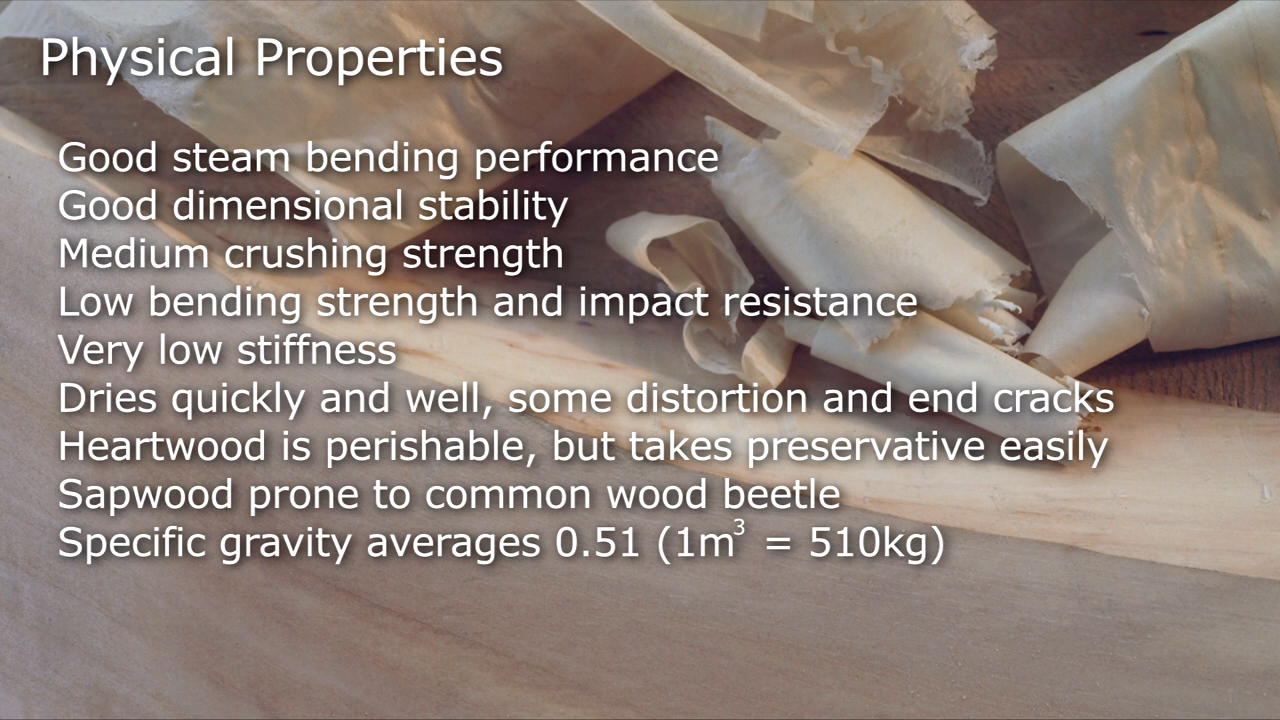 Physical Properties
Good steam bending performance
Good dimensional stability
Medium crushing strength
Low bending strength and impact resistance
Very low stiffness
Dries quickly and well, some distortion and end cracks
Heartwood is perishable, but takes preservative easily
Sapwood prone to common wood beetle
Specific gravity averages 0.51 (1m³ = 510kg)